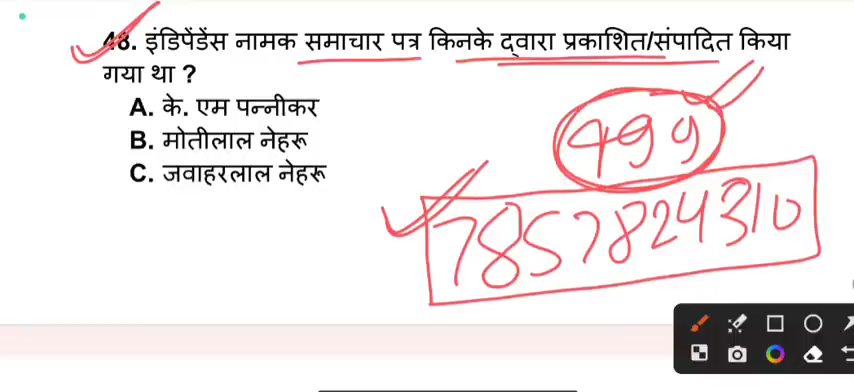 48. इंडिपेंडेंस नामक समाचार पत्र किनके द्वारा प्रकाशित/संपादित किया
गया था ?
A. के. एम पन्नीकर
B. मोतीलाल नेहरू
C. जवाहरलाल नेहरू
499
7857824310